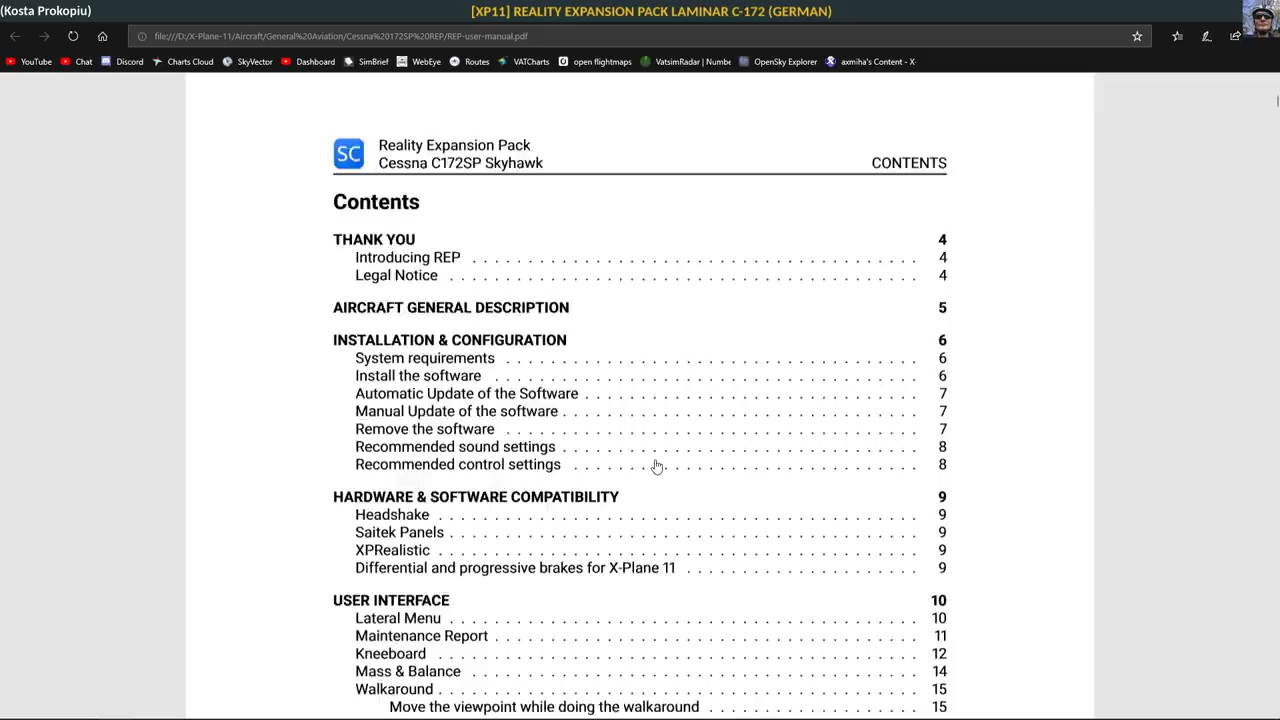 (Kosta Prokopiu)
[XP11] REALITY EXPANSION PACK LAMINAR C-172 (GERMAN)
file:///D:/X-Plane-11/Aircraft/General%20Aviation/Cessna%20172SP%20REP/REP-user-manual.pdf
YouTube Chat Discord Charts Cloud SkyVector Dashboard SimBrief WebEye Routes VATCharts open flightmaps VatsimRadar | Numbe OpenSky Explorer axmiha's Content - X-
SC
Reality Expansion Pack
Cessna C172SP Skyhawk CONTENTS
Contents
THANK YOU 4
Introducing REP . . . . . . . . . . . . . . . . . . . . . . . . . . . . . . . 4
Legal Notice . . . . . . . . . . . . . . . . . . . . . . . . . . . . . . . . 4
AIRCRAFT GENERAL DESCRIPTION 5
INSTALLATION & CONFIGURATION 6
System requirements . . . . . . . . . . . . . . . . . . . . . . . . . . . . 6
Install the software . . . . . . . . . . . . . . . . . . . . . . . . . . . . 6
Automatic Update of the Software . . . . . . . . . . . . . . . . . . . . . . 7
Manual Update of the software . . . . . . . . . . . . . . . . . . . . . . . 7
Remove the software . . . . . . . . . . . . . . . . . . . . . . . . . . . . 7
Recommended sound settings . . . . . . . . . . . . . . . . . . . . . . . . 8
Recommended control settings . . . . . . . . . . . . . . . . . . . . . . . 8
HARDWARE & SOFTWARE COMPATIBILITY 9
Headshake . . . . . . . . . . . . . . . . . . . . . . . . . . . . . . . . 9
Saitek Panels . . . . . . . . . . . . . . . . . . . . . . . . . . . . . . . 9
XPRealistic . . . . . . . . . . . . . . . . . . . . . . . . . . . . . . . . 9
Differential and progressive brakes for X-Plane 11 . . . . . . . . . . . . . . 9
USER INTERFACE 10
Lateral Menu . . . . . . . . . . . . . . . . . . . . . . . . . . . . . . . 10
Maintenance Report . . . . . . . . . . . . . . . . . . . . . . . . . . . . 11
Kneeboard . . . . . . . . . . . . . . . . . . . . . . . . . . . . . . . . 12
Mass & Balance . . . . . . . . . . . . . . . . . . . . . . . . . . . . . . 14
Walkaround . . . . . . . . . . . . . . . . . . . . . . . . . . . . . . . . 15
Move the viewpoint while doing the walkaround . . . . . . . . . . . . . 15